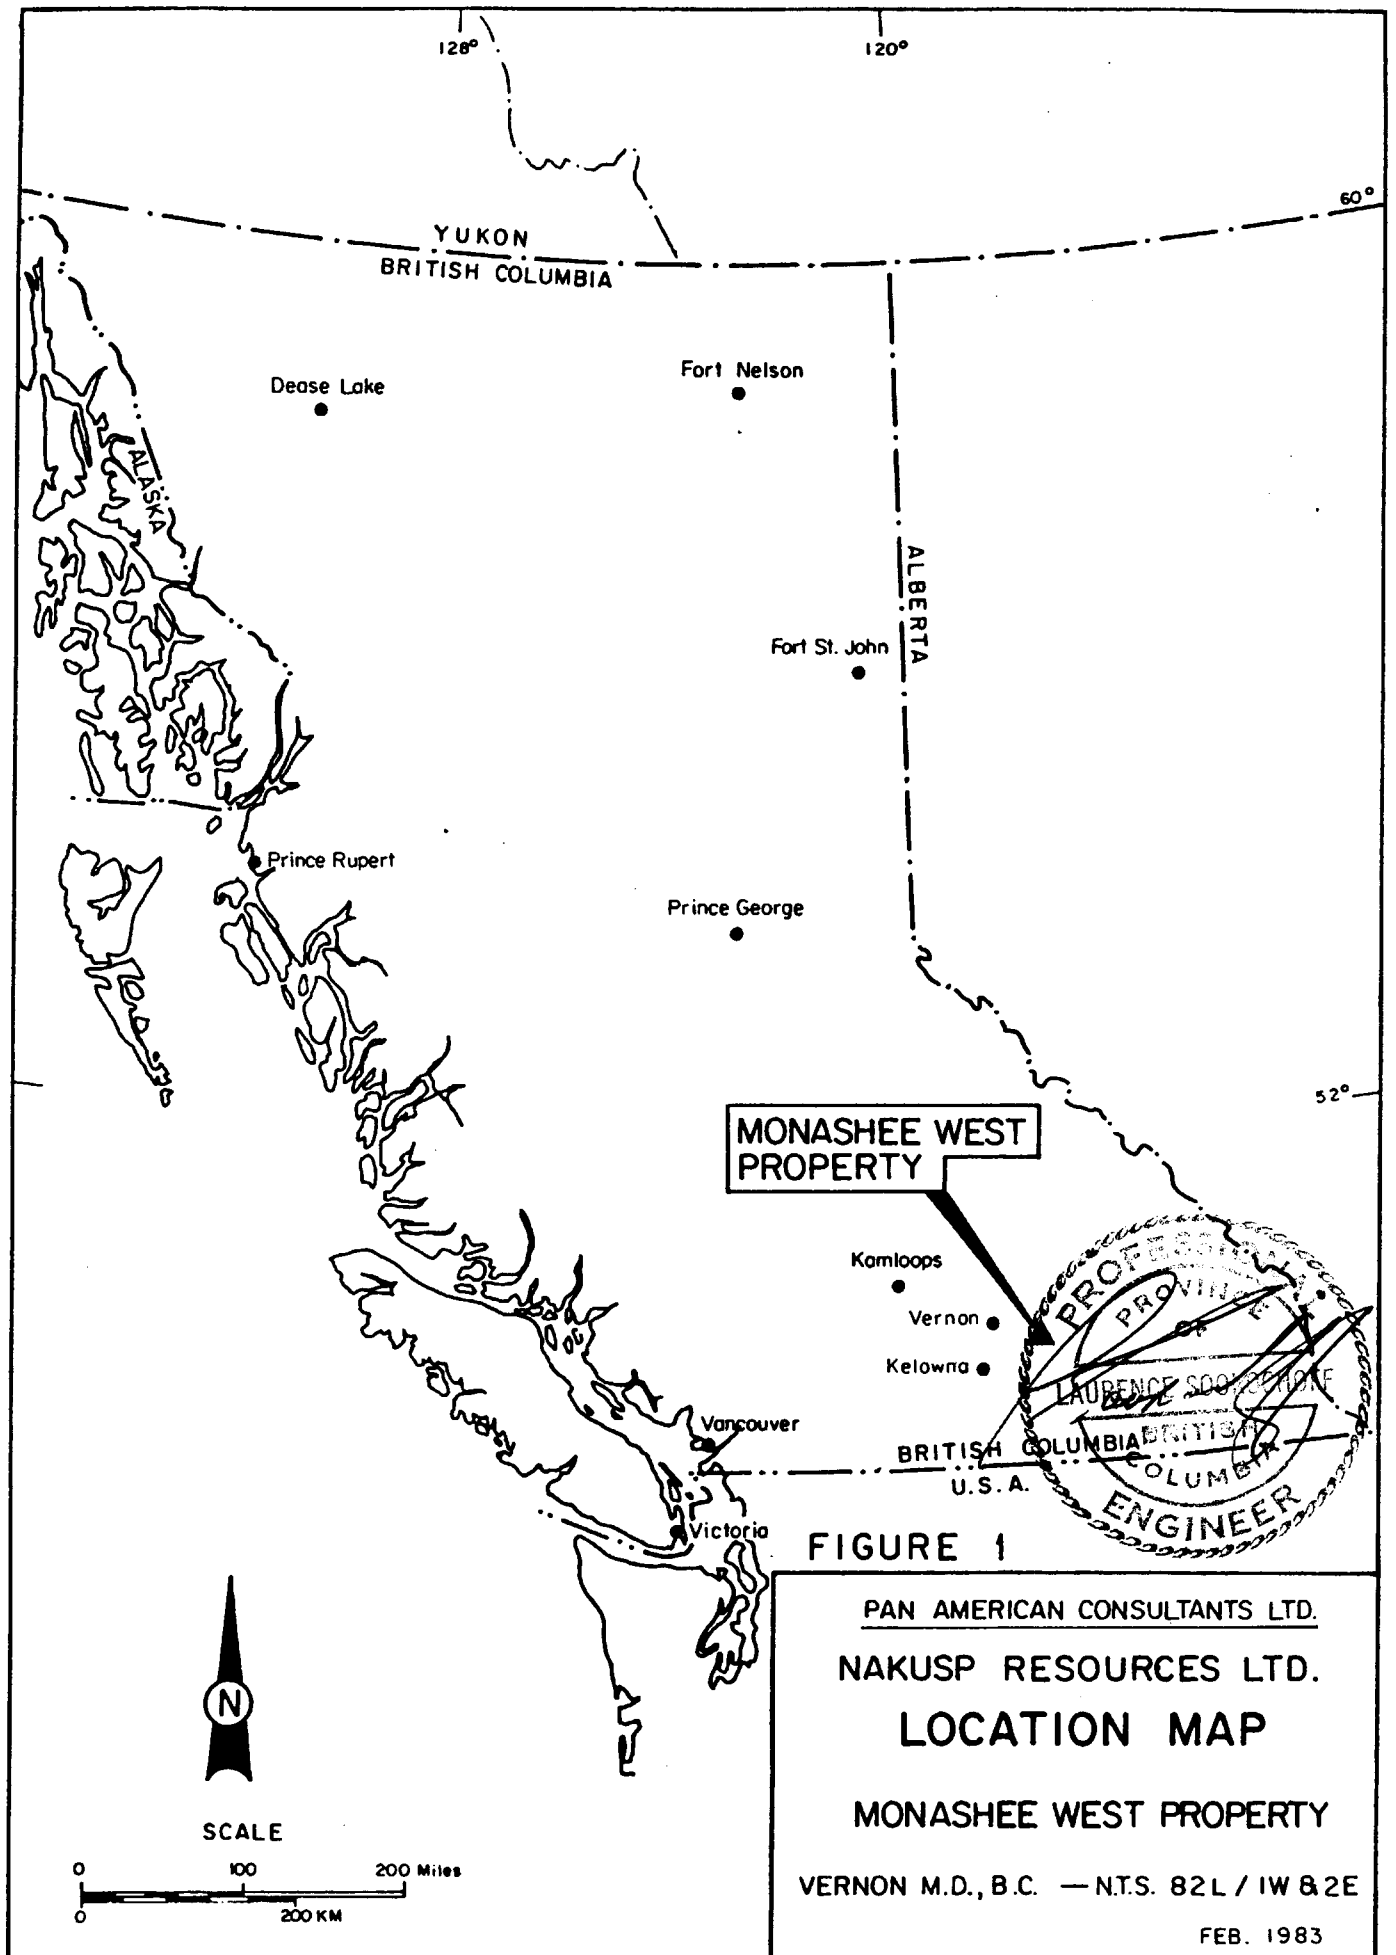 128°
120°
60°
YUKON
BRITISH COLUMBIA
Dease Lake
Fort Nelson
ALASKA
ALBERTA
Fort St. John
Prince Rupert
Prince George
52°
MONASHEE WEST
PROPERTY
Kamloops
Vernon
Kelowna
Vancouver
BRITISH COLUMBIA
U.S.A.
Victoria
PROFESSIONAL
PROVINCE
OF
LAURENCE
BRITISH
COLUMBIA
ENGINEER
FIGURE 1
PAN AMERICAN CONSULTANTS LTD.
NAKUSP RESOURCES LTD.
LOCATION MAP
MONASHEE WEST PROPERTY
VERNON M.D., B.C. — N.T.S. 82L / 1W & 2E
FEB. 1983
N
SCALE
0 100 200 Miles
0 200 KM